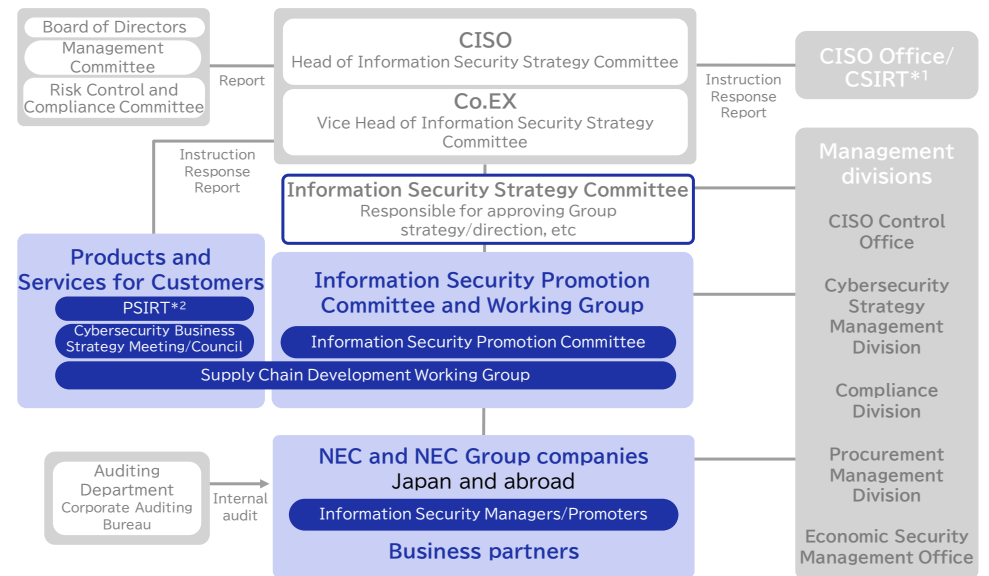 Board of Directors
Management
Committee
Risk Control and
Compliance Committee
Report
CISO
Head of Information Security Strategy Committee
Co.EX
Vice Head of Information Security Strategy
Committee
Instruction
Response
Report
CISO Office/
CSIRT*1
Instruction
Response
Report
Information Security Strategy Committee
Responsible for approving Group
strategy/direction, etc
Products and
Services for Customers
PSIRT*2
Cybersecurity Business
Strategy Meeting/Council
Information Security Promotion
Committee and Working Group
Information Security Promotion Committee
Supply Chain Development Working Group
Auditing
Department
Corporate Auditing
Bureau
Internal
audit
NEC and NEC Group companies
Japan and abroad
Information Security Managers/Promoters
Business partners
Management
divisions
CISO Control
Office
Cybersecurity
Strategy
Management
Division
Compliance
Division
Procurement
Management
Division
Economic Security
Management Office